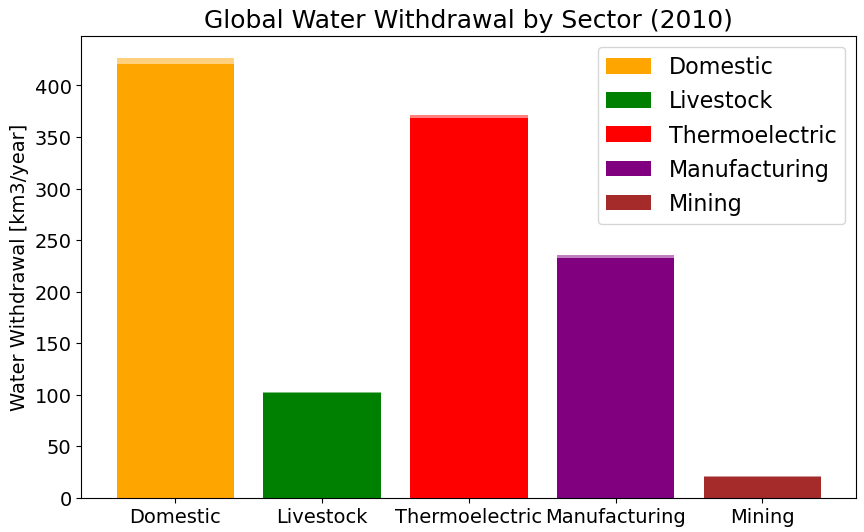 Global Water Withdrawal by Sector (2010)
Water Withdrawal [km3/year]
400
350
300
250
200
150
100
50
0
Domestic
Livestock
Thermoelectric
Manufacturing
Mining
Domestic Livestock Thermoelectric Manufacturing Mining